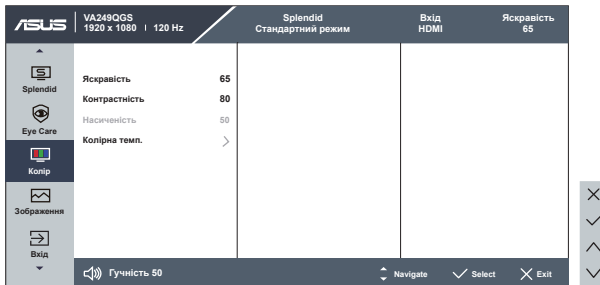 ASUS
VA249QGS
1920 x 1080 | 120 Hz
Splendid
Стандартний режим
Вхід
HDMI
Яскравість
65
Splendid
Eye Care
Колір
Зображення
Вхід
Яскравість 65
Контрастність 80
Насиченість 50
Колірна темп.
Гучність 50
Navigate
Select
Exit